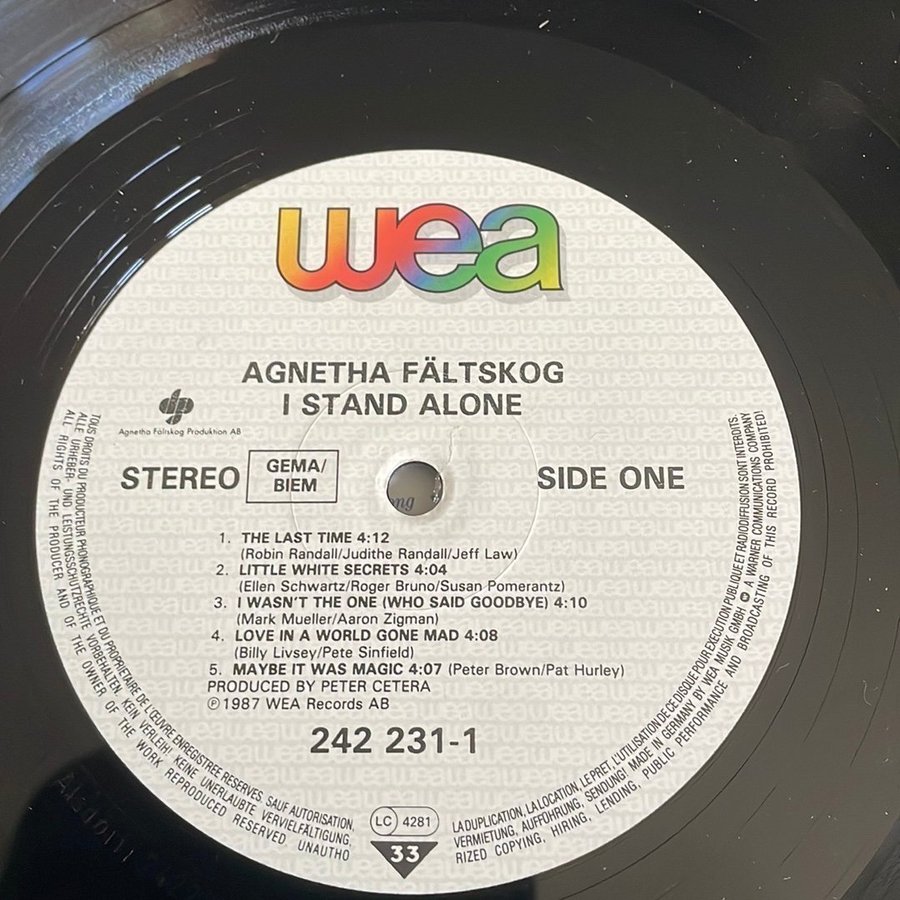 wea
AGNETHA FÄLTSKOG
I STAND ALONE
Agnetha Fältskog Produktion AB
STEREO
GEMA/
BIEM
SIDE ONE
1. THE LAST TIME 4:12
(Robin Randall/Judithe Randall/Jeff Law)
2. LITTLE WHITE SECRETS 4:04
(Ellen Schwartz/Roger Bruno/Susan Pomerantz)
3. I WASN'T THE ONE (WHO SAID GOODBYE) 4:10
(Mark Mueller/Aaron Zigman)
4. LOVE IN A WORLD GONE MAD 4:08
(Billy Livsey/Pete Sinfield)
5. MAYBE IT WAS MAGIC 4:07 (Peter Brown/Pat Hurley)
PRODUCED BY PETER CETERA
℗1987 WEA Records AB
242 231-1
LC 4281
33
TOUS DROITS DU PRODUCTEUR PHONOGRAPHIQUE ET DU PROPRIETAIRE DE L'ŒUVRE ENREGISTREE RESERVES. SAUF AUTORISATION, LA DUPLICATION, LA LOCATION, LE PRET, L'UTILISATION DE CE DISQUE POUR EXECUTION PUBLIQUE ET RADIODIFFUSION SONT INTERDITS.
ALLE URHEBER- UND LEISTUNGSSCHUTZRECHTE VORBEHALTEN. KEIN VERLEIH! KEINE UNERLAUBTE VERVIELFÄLTIGUNG, VERMIETUNG, AUFFÜHRUNG, SENDUNG! MADE IN GERMANY BY WEA MUSIK GMBH A WARNER COMMUNICATIONS COMPANY
ALL RIGHTS OF THE PRODUCER AND OF THE OWNER OF THE WORK REPRODUCED RESERVED UNAUTHORIZED COPYING, HIRING, LENDING, PUBLIC PERFORMANCE AND BROADCASTING OF THIS RECORD PROHIBITED!